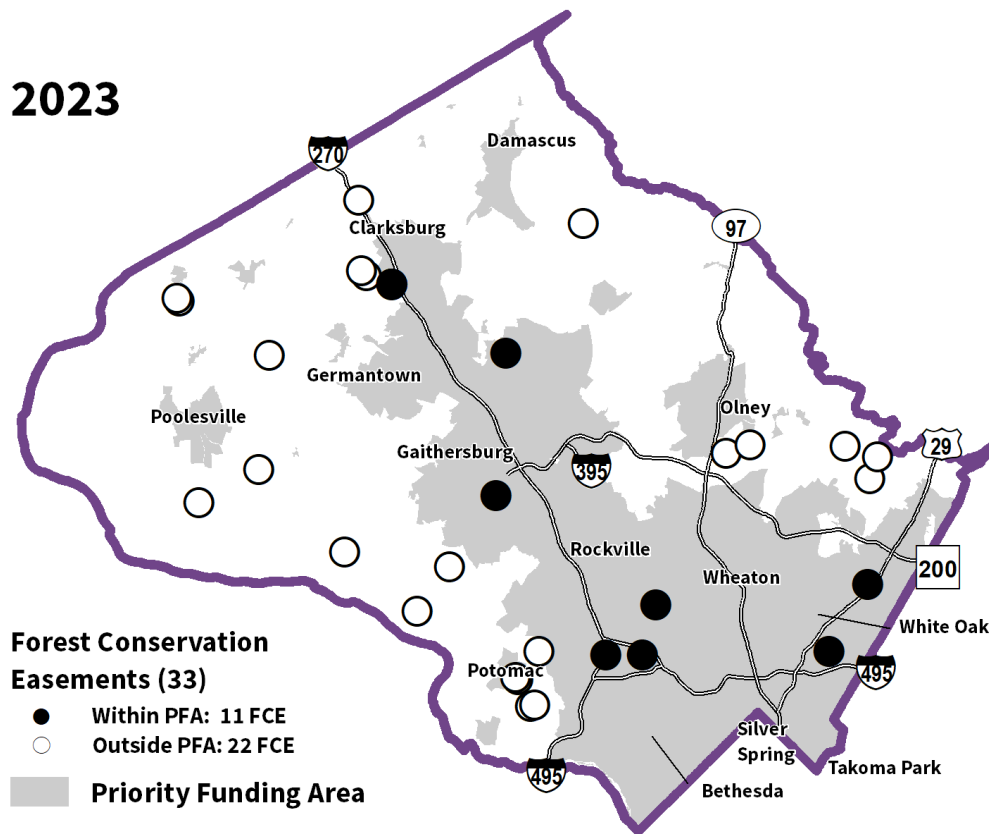 2023
Damascus
270
Clarksburg
97
Germantown
Poolesville
Olney
29
Gaithersburg
395
Rockville
Wheaton
200
White Oak
Forest Conservation
Easements (33)
Within PFA: 11 FCE
Outside PFA: 22 FCE
Priority Funding Area
Potomac
495
Silver
Spring
Takoma Park
495
Bethesda